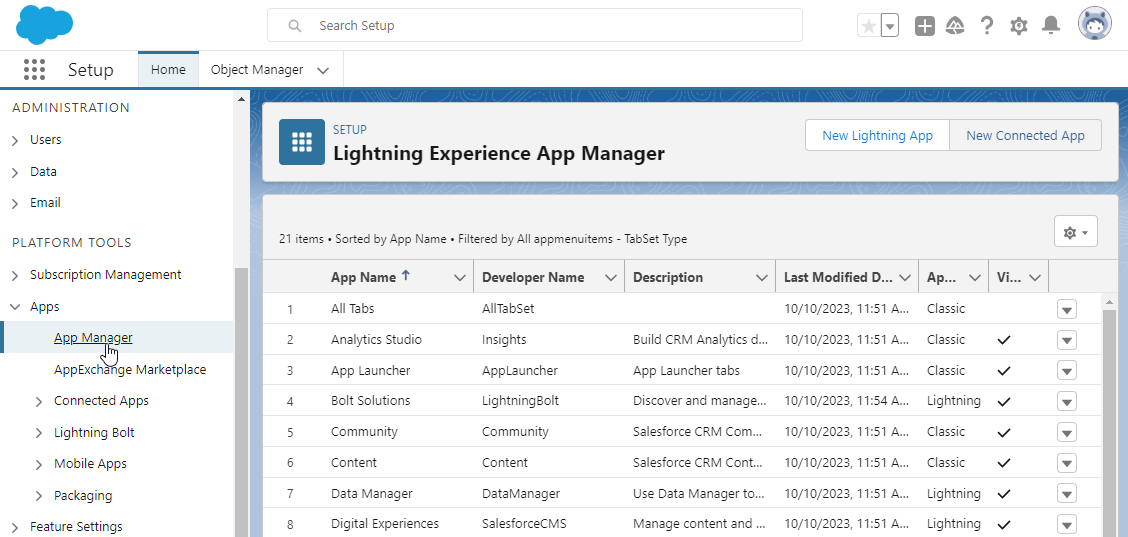 Search Setup
Setup
Home
Object Manager
ADMINISTRATION
Users
Data
Email
PLATFORM TOOLS
Subscription Management
Apps
App Manager
AppExchange Marketplace
Connected Apps
Lightning Bolt
Mobile Apps
Packaging
Feature Settings
SETUP
Lightning Experience App Manager
New Lightning App
New Connected App
21 items • Sorted by App Name • Filtered by All appmenuitems - TabSet Type
App Name Developer Name Description Last Modified D... Ap... Vi...
1 All Tabs AllTabSet 10/10/2023, 11:51 A... Classic
2 Analytics Studio Insights Build CRM Analytics d... 10/10/2023, 11:51 A... Classic
3 App Launcher AppLauncher App Launcher tabs 10/10/2023, 11:51 A... Classic
4 Bolt Solutions LightningBolt Discover and manage... 10/10/2023, 11:54 A... Lightning
5 Community Community Salesforce CRM Com... 10/10/2023, 11:51 A... Classic
6 Content Content Salesforce CRM Cont... 10/10/2023, 11:51 A... Classic
7 Data Manager DataManager Use Data Manager to... 10/10/2023, 11:51 A... Lightning
8 Digital Experiences SalesforceCMS Manage content and ... 10/10/2023, 11:51 A... Lightning